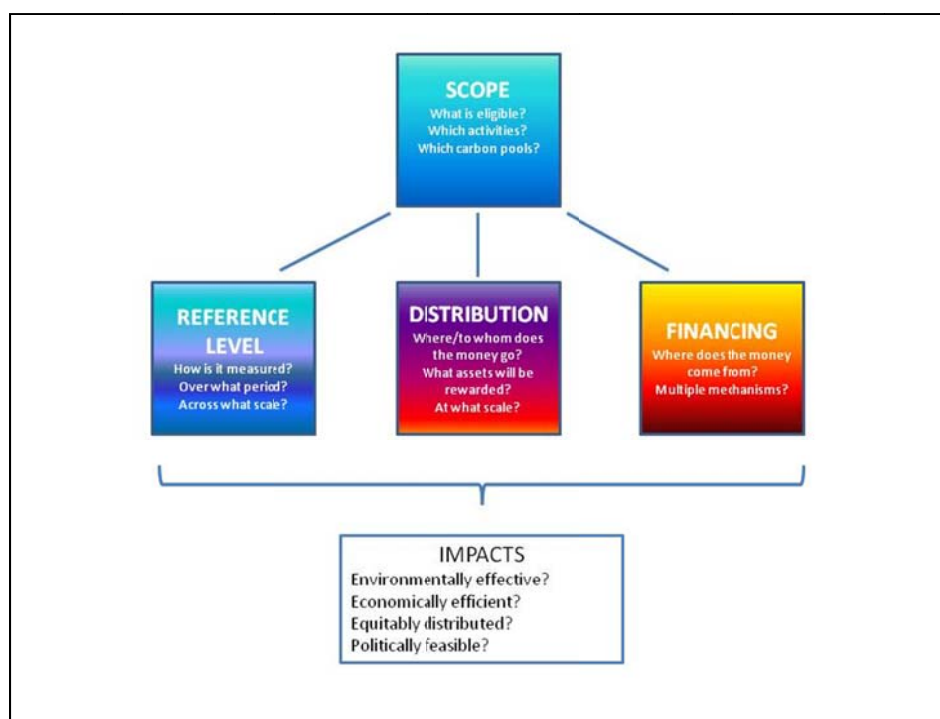 SCOPE
What is eligible?
Which activities?
Which carbon pools?
REFERENCE
LEVEL
How is it measured?
Over what period?
Across what scale?
DISTRIBUTION
Where/to whom does
the money go?
What assets will be
rewarded?
At what scale?
FINANCING
Where does the money
come from?
Multiple mechanisms?
IMPACTS
Environmentally effective?
Economically efficient?
Equitably distributed?
Politically feasible?